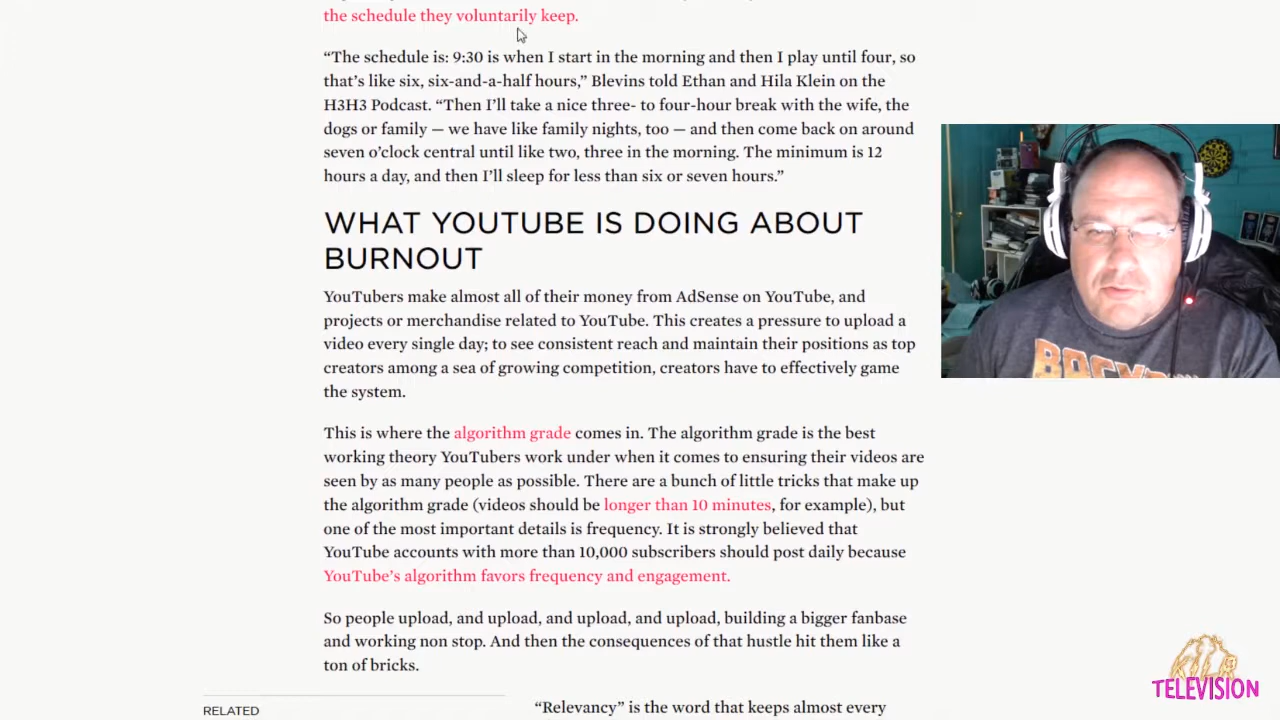 the schedule they voluntarily keep.
“The schedule is: 9:30 is when I start in the morning and then I play until four, so
that’s like six, six-and-a-half hours,” Blevins told Ethan and Hila Klein on the
H3H3 Podcast. “Then I’ll take a nice three- to four-hour break with the wife, the
dogs or family — we have like family nights, too — and then come back on around
seven o’clock central until like two, three in the morning. The minimum is 12
hours a day, and then I’ll sleep for less than six or seven hours.”
WHAT YOUTUBE IS DOING ABOUT
BURNOUT
YouTubers make almost all of their money from AdSense on YouTube, and
projects or merchandise related to YouTube. This creates a pressure to upload a
video every single day; to see consistent reach and maintain their positions as top
creators among a sea of growing competition, creators have to effectively game
the system.
This is where the algorithm grade comes in. The algorithm grade is the best
working theory YouTubers work under when it comes to ensuring their videos are
seen by as many people as possible. There are a bunch of little tricks that make up
the algorithm grade (videos should be longer than 10 minutes, for example), but
one of the most important details is frequency. It is strongly believed that
YouTube accounts with more than 10,000 subscribers should post daily because
YouTube’s algorithm favors frequency and engagement.
So people upload, and upload, and upload, and upload, building a bigger fanbase
and working non stop. And then the consequences of that hustle hit them like a
ton of bricks.
RELATED
“Relevancy” is the word that keeps almost every
TELEVISION